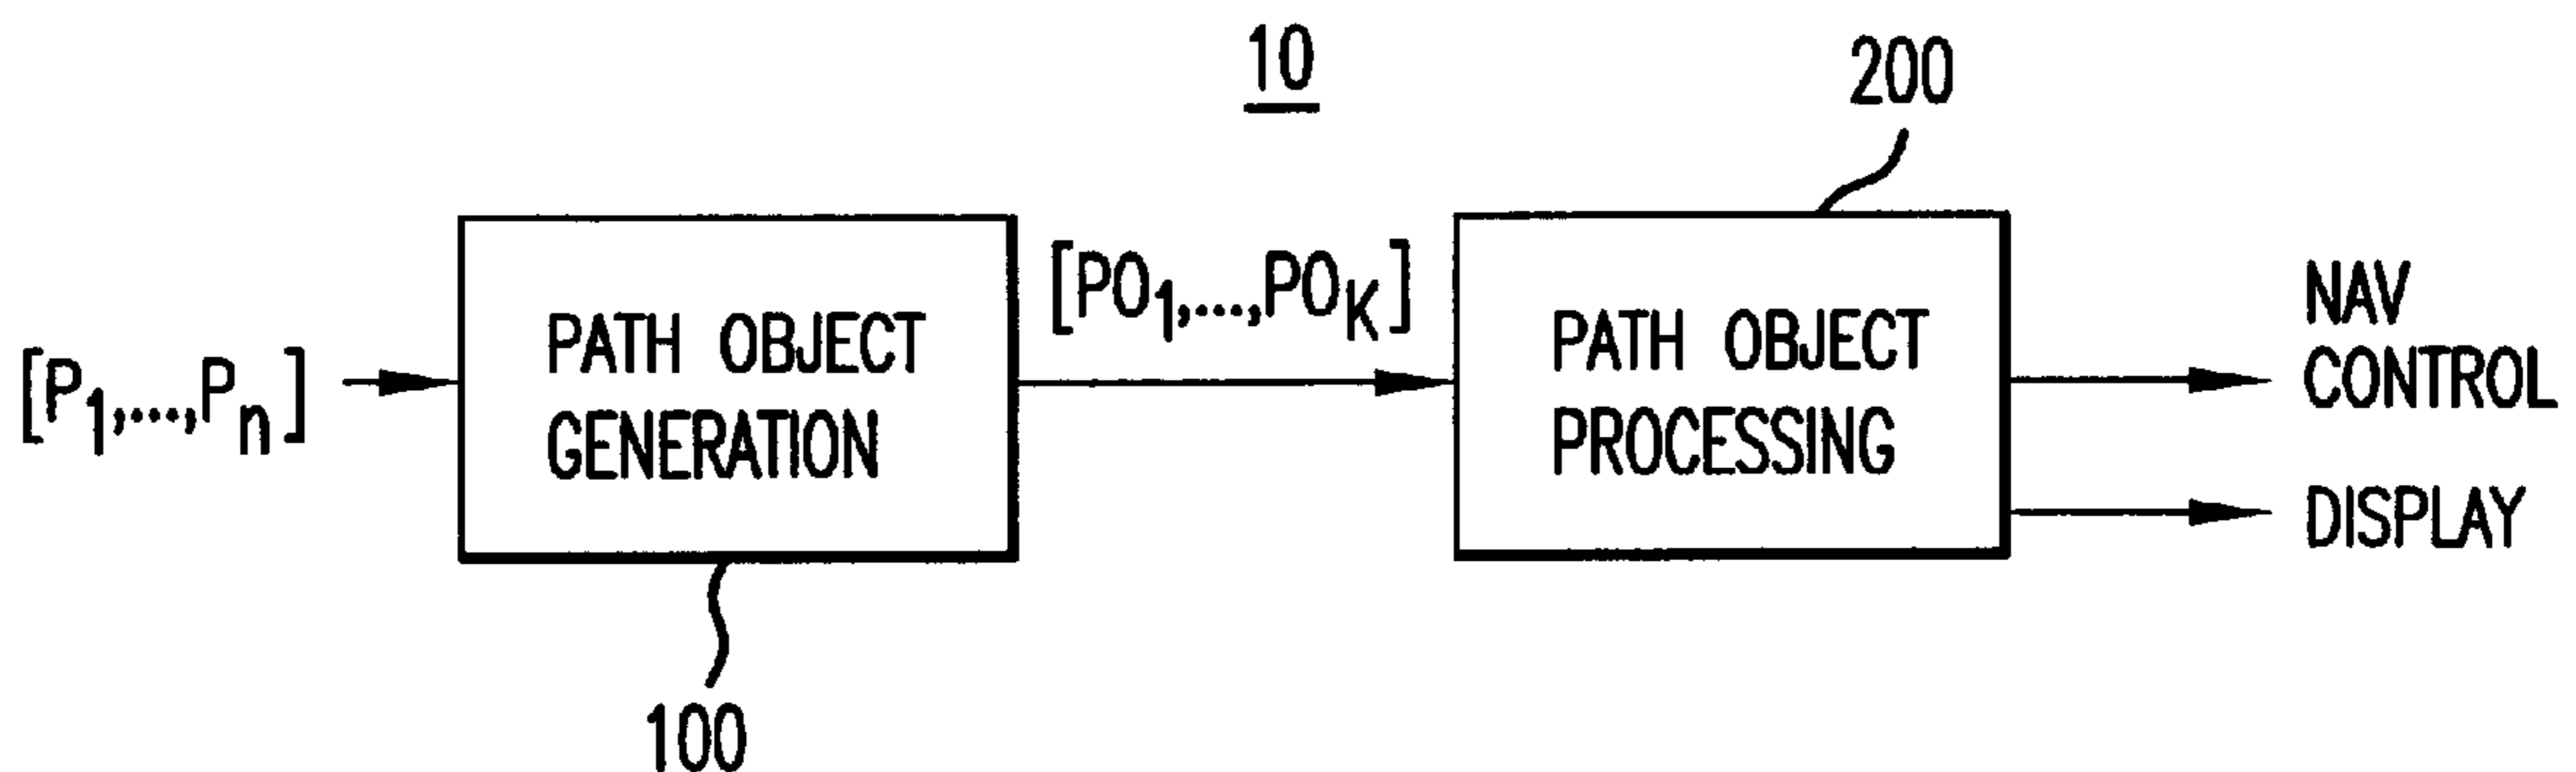 10
200
[P1,...,Pn]
PATH OBJECT
GENERATION
[PO1,...,POK]
PATH OBJECT
PROCESSING
NAV
CONTROL
DISPLAY
100